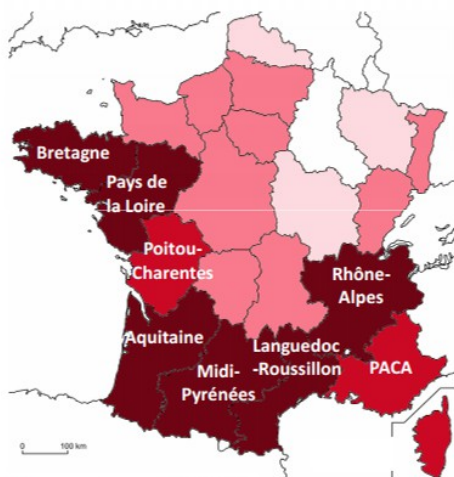 Bretagne
Pays de
la Loire
Poitou-
Charentes
Rhône-
Alpes
Aquitaine
Languedoc
-Roussillon
Midi-
Pyrénées
PACA
0 100 km